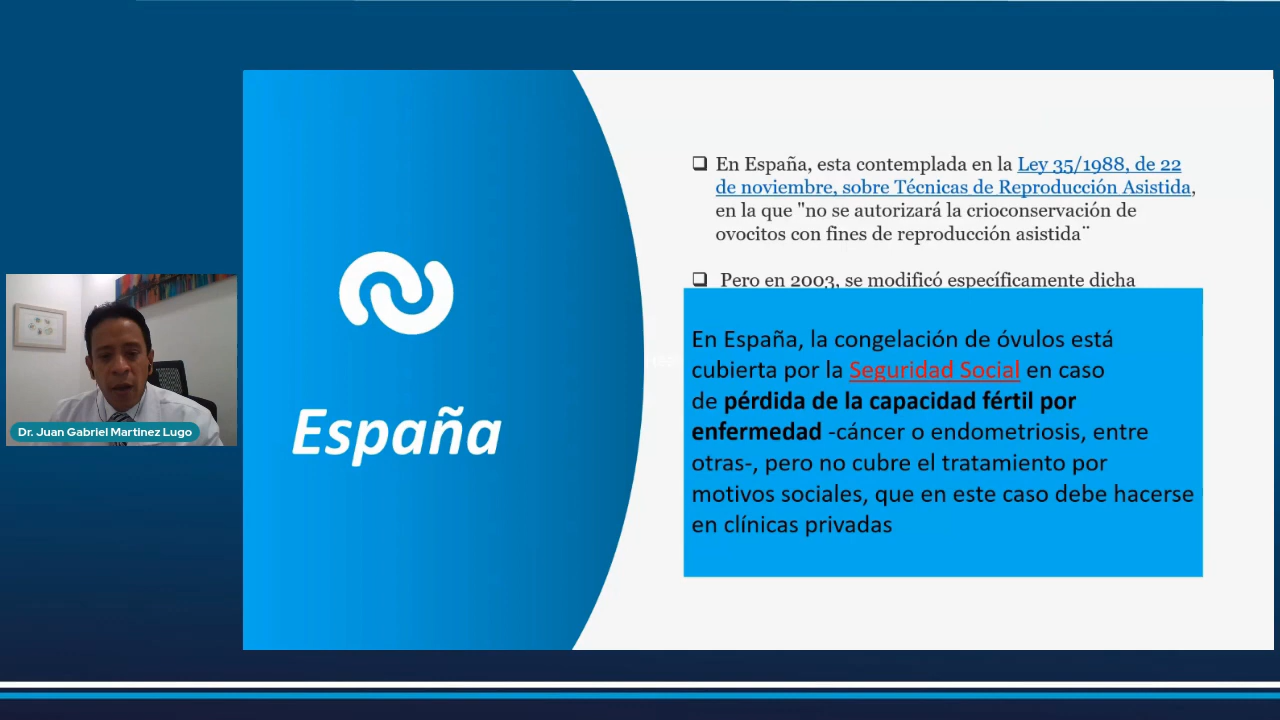 En España, esta contemplada en la Ley 35/1988, de 22
de noviembre, sobre Técnicas de Reproducción Asistida,
en la que "no se autorizará la crioconservación de
ovocitos con fines de reproducción asistida¨
Pero en 2003, se modificó específicamente dicha
En España, la congelación de óvulos está
cubierta por la Seguridad Social en caso
de pérdida de la capacidad fértil por
enfermedad -cáncer o endometriosis, entre
otras-, pero no cubre el tratamiento por
motivos sociales, que en este caso debe hacerse
en clínicas privadas
España
Dr. Juan Gabriel Martinez Lugo